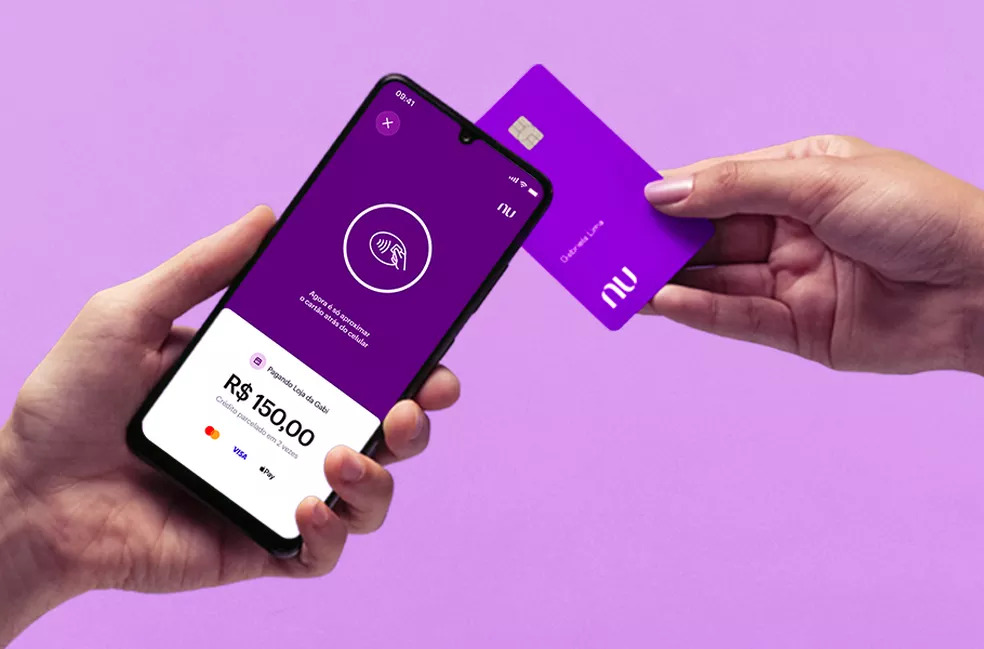 09:41
nu
Agora é só aproximar
o cartão atrás do celular
Pagando Loja da Gabi
R$ 150,00
Crédito parcelado em 2 vezes
VISA
Pay
Gabriela Lima
nu